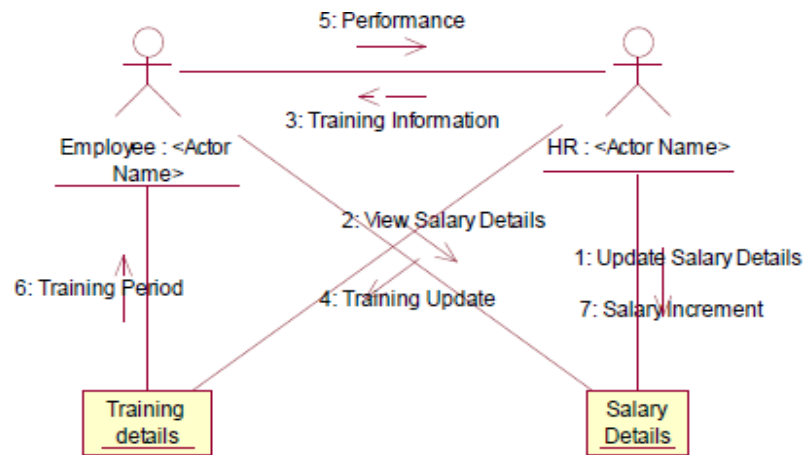 5: Performance
3: Training Information
Employee : <Actor
Name>
HR : <Actor Name>
2: View Salary Details
1: Update Salary Details
6: Training Period
4: Training Update
7: Salary Increment
Training
details
Salary
Details